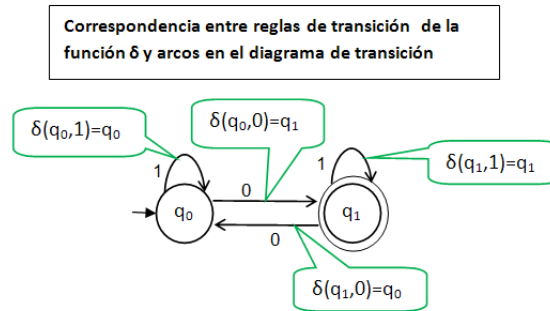 Correspondencia entre reglas de transición de la
función δ y arcos en el diagrama de transición
δ(q₀,1)=q₀
δ(q₀,0)=q₁
δ(q₁,1)=q₁
1
0
1
q₀
q₁
0
δ(q₁,0)=q₀